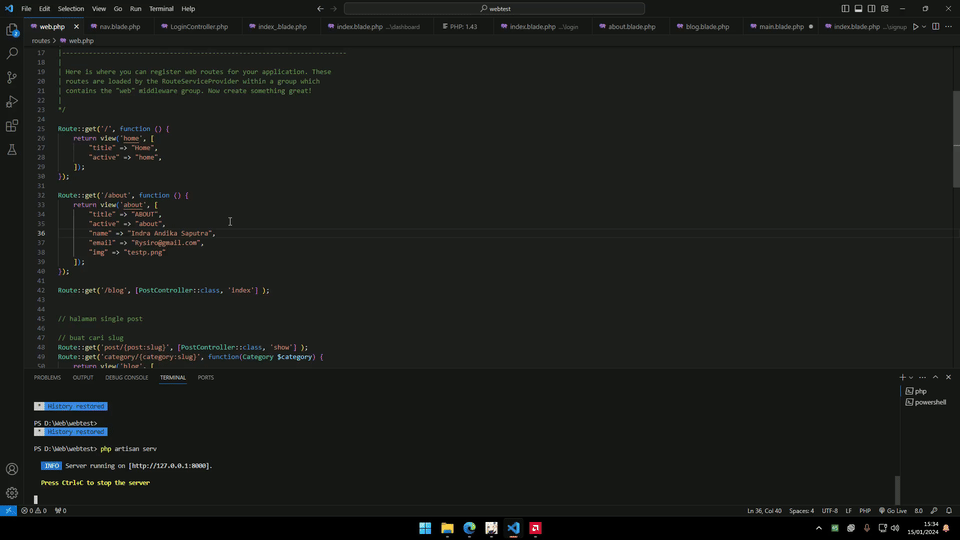 File Edit Selection View Go Run Terminal Help
webtest
web.php
nav.blade.php
LoginController.php
index_.blade.php
index.blade.php ...\dashboard
PHP: 1.43
index.blade.php ...\login
about.blade.php
blog.blade.php
main.blade.php
index.blade.php ...\signup
routes > web.php
17 |--------------------------------------------------------------------------
18 |
19 | Here is where you can register web routes for your application. These
20 | routes are loaded by the RouteServiceProvider within a group which
21 | contains the "web" middleware group. Now create something great!
22 |
23 */
24
25 Route::get('/', function () {
26 return view('home', [
27 "title" => "Home",
28 "active" => "home",
29 ]);
30 });
31
32 Route::get('/about', function () {
33 return view('about', [
34 "title" => "ABOUT",
35 "active" => "about",
36 "name" => "Indra Andika Saputra",
37 "email" => "Rysiro@gmail.com",
38 "img" => "testp.png"
39 ]);
40 });
41
42 Route::get('/blog', [PostController::class, 'index'] );
43
44
45 // halaman single post
46
47 // buat cari slug
48 Route::get('post/{post:slug}', [PostController::class, 'show'] );
49 Route::get('category/{category:slug}', function(Category $category) {
50 return view('blog', [
PROBLEMS OUTPUT DEBUG CONSOLE TERMINAL PORTS
php
powershell
* History restored
PS D:\Web\webtest>
* History restored
PS D:\Web\webtest> php artisan serv
INFO Server running on [http://127.0.0.1:8000].
Press Ctrl+C to stop the server
0 0 0 Ln 36, Col 40 Spaces: 4 UTF-8 LF PHP Go Live 8.0
15:34
15/01/2024